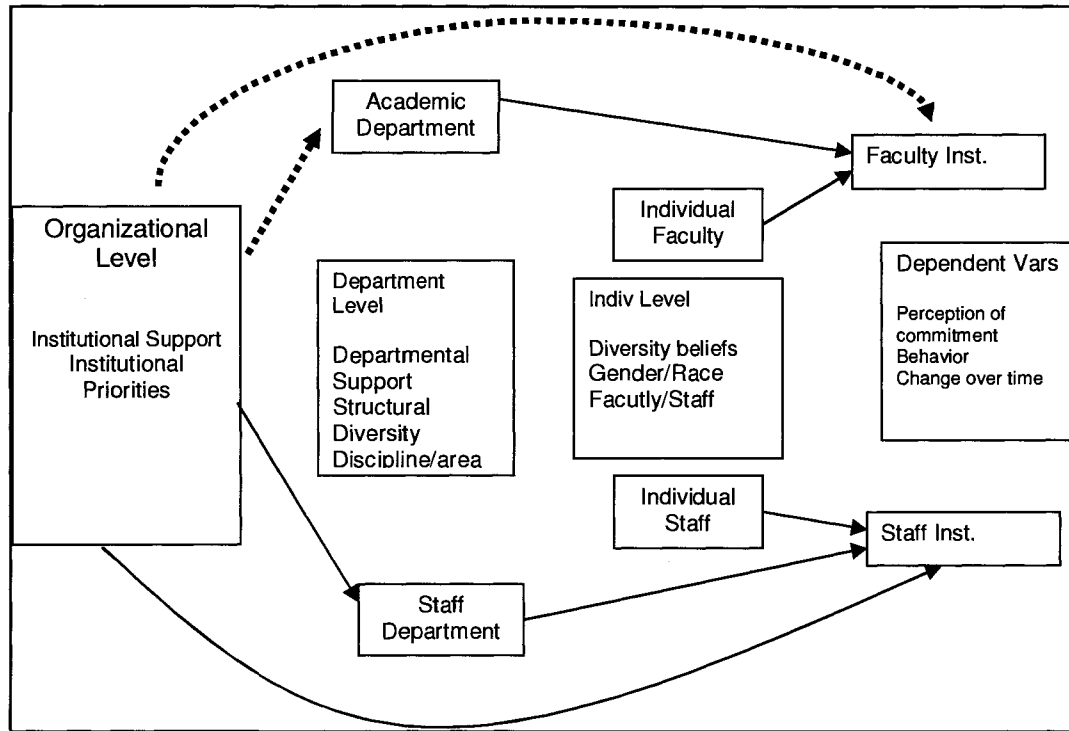 Academic
Department
Faculty Inst.
Individual
Faculty
Organizational
Level
Institutional Support
Institutional
Priorities
Department
Level
Departmental
Support
Structural
Diversity
Discipline/area
Indiv Level
Diversity beliefs
Gender/Race
Facutly/Staff
Dependent Vars
Perception of
commitment
Behavior
Change over time
Individual
Staff
Staff Inst.
Staff
Department